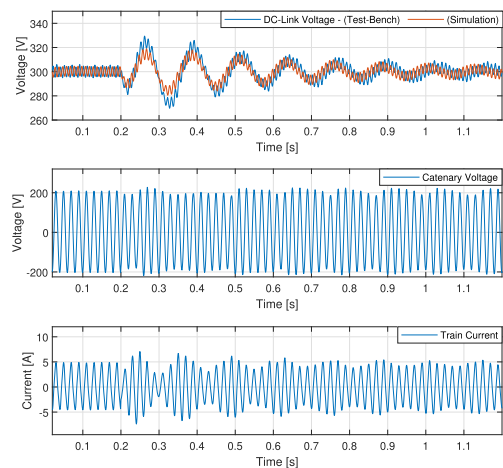 DC-Link Voltage - (Test-Bench) (Simulation)
340
320
300
280
260
Voltage [V]
0.1 0.2 0.3 0.4 0.5 0.6 0.7 0.8 0.9 1 1.1
Time [s]
Catenary Voltage
200
0
-200
Voltage [V]
0.1 0.2 0.3 0.4 0.5 0.6 0.7 0.8 0.9 1 1.1
Time [s]
Train Current
10
5
0
-5
Current [A]
0.1 0.2 0.3 0.4 0.5 0.6 0.7 0.8 0.9 1 1.1
Time [s]